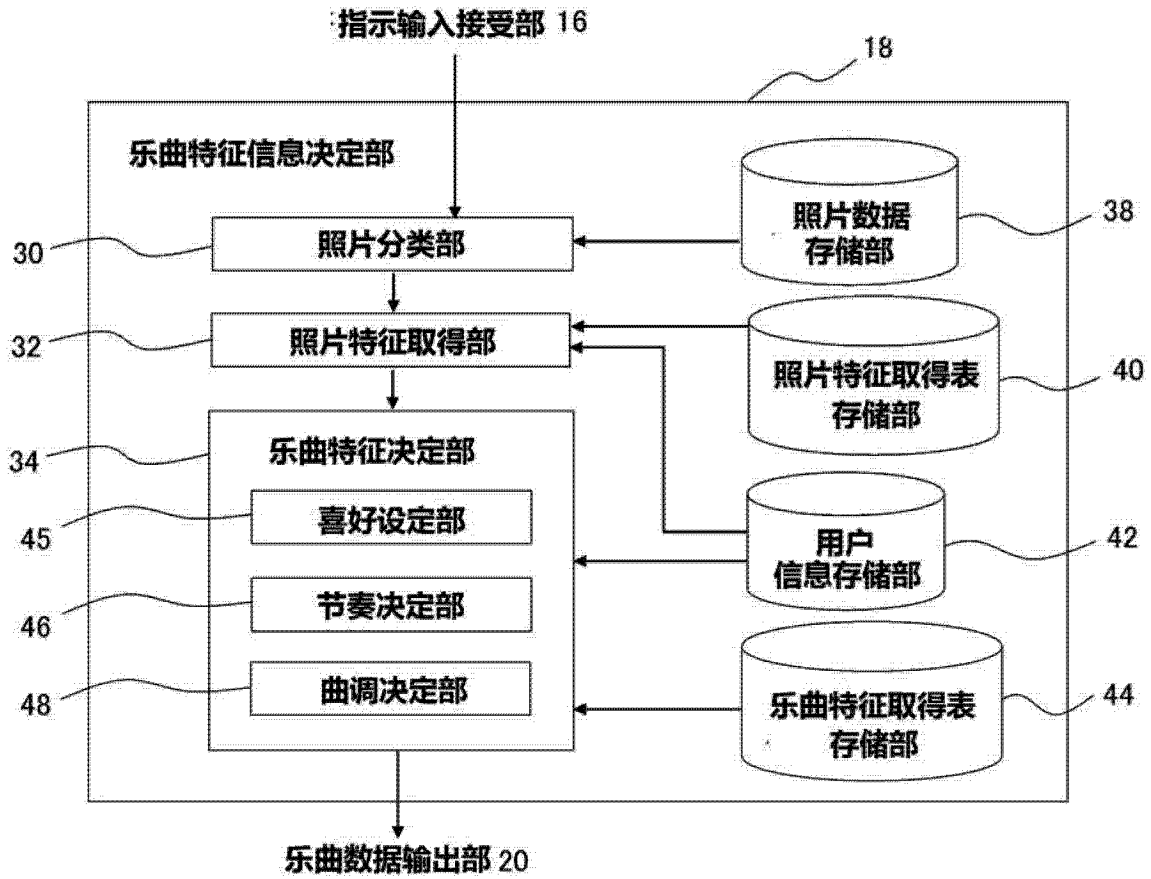 指示输入接受部 16
18
乐曲特征信息决定部
照片数据
存储部
38
30
照片分类部
32
照片特征取得部
照片特征取得表
存储部
40
34
乐曲特征决定部
45
喜好设定部
用户
信息存储部
42
46
节奏决定部
48
曲调决定部
乐曲特征取得表
存储部
44
乐曲数据输出部 20